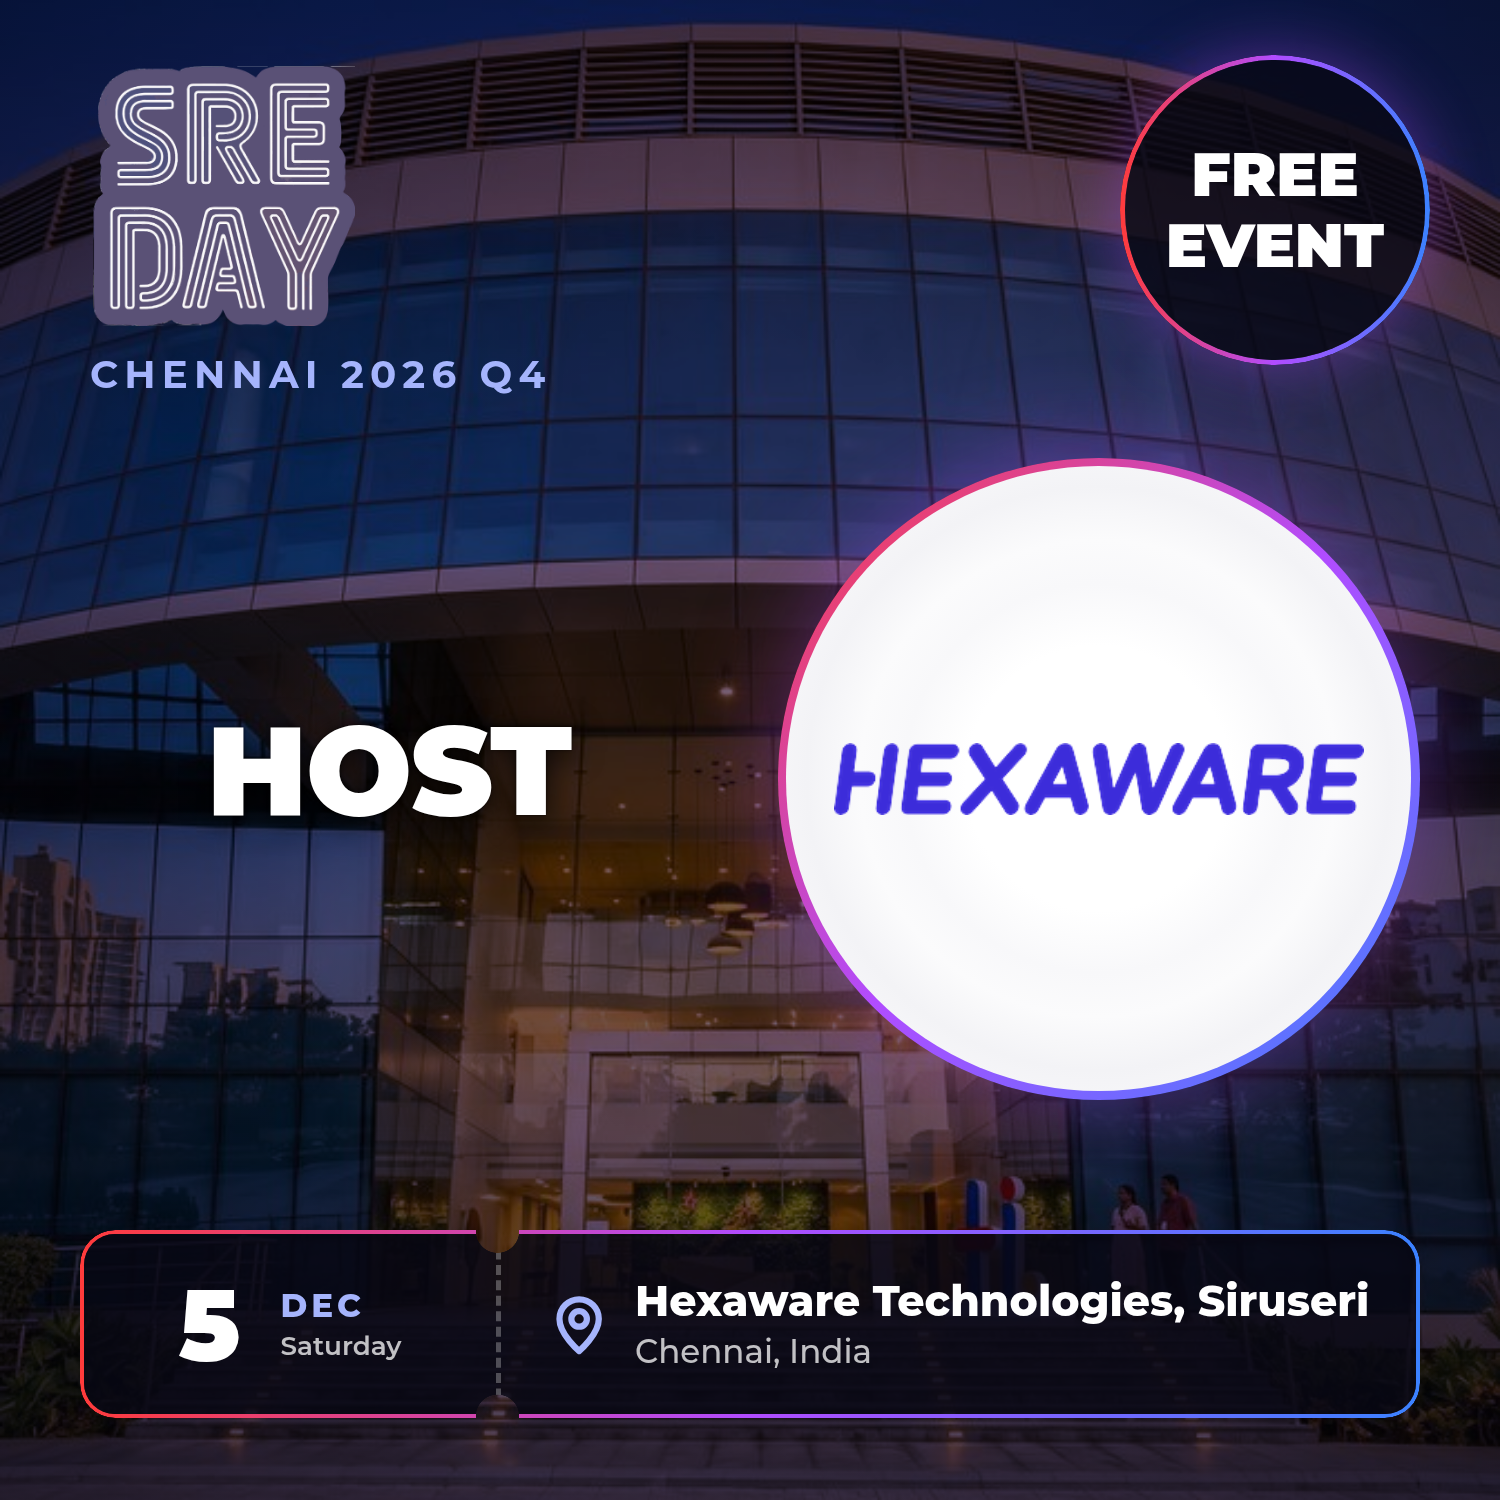 SRE
DAY
CHENNAI 2026 Q4
FREE
EVENT
HOST
HEXAWARE
5
DEC
Saturday
Hexaware Technologies, Siruseri
Chennai, India